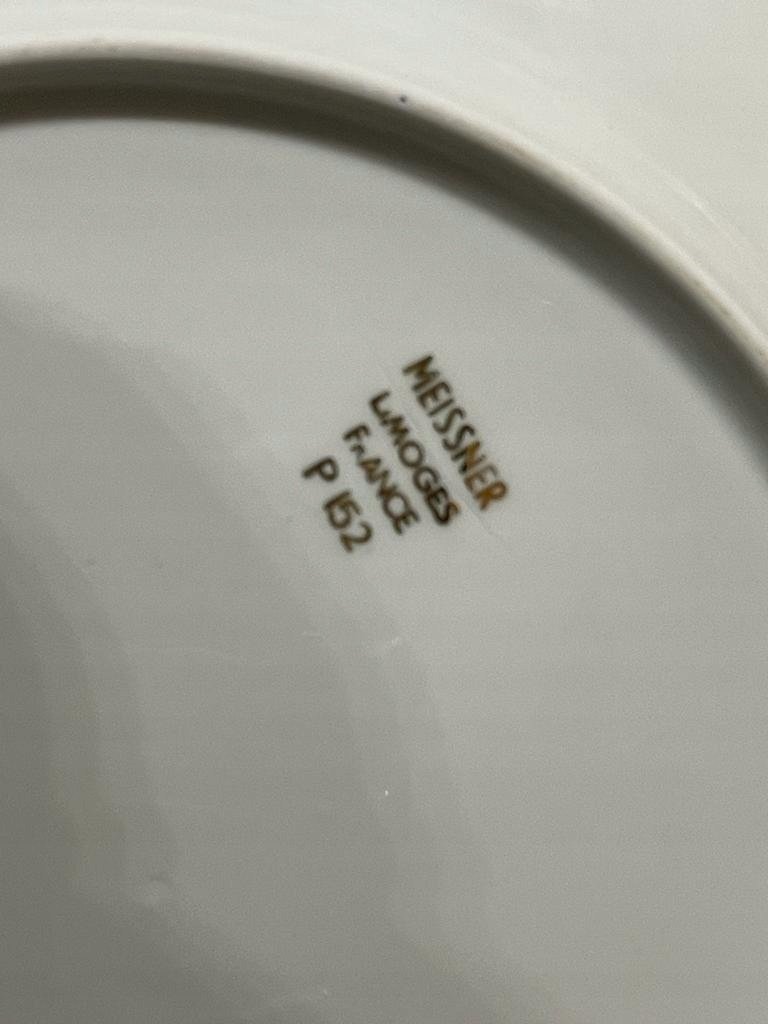 MEISSNER
LIMOGES
FrANCE
P 152